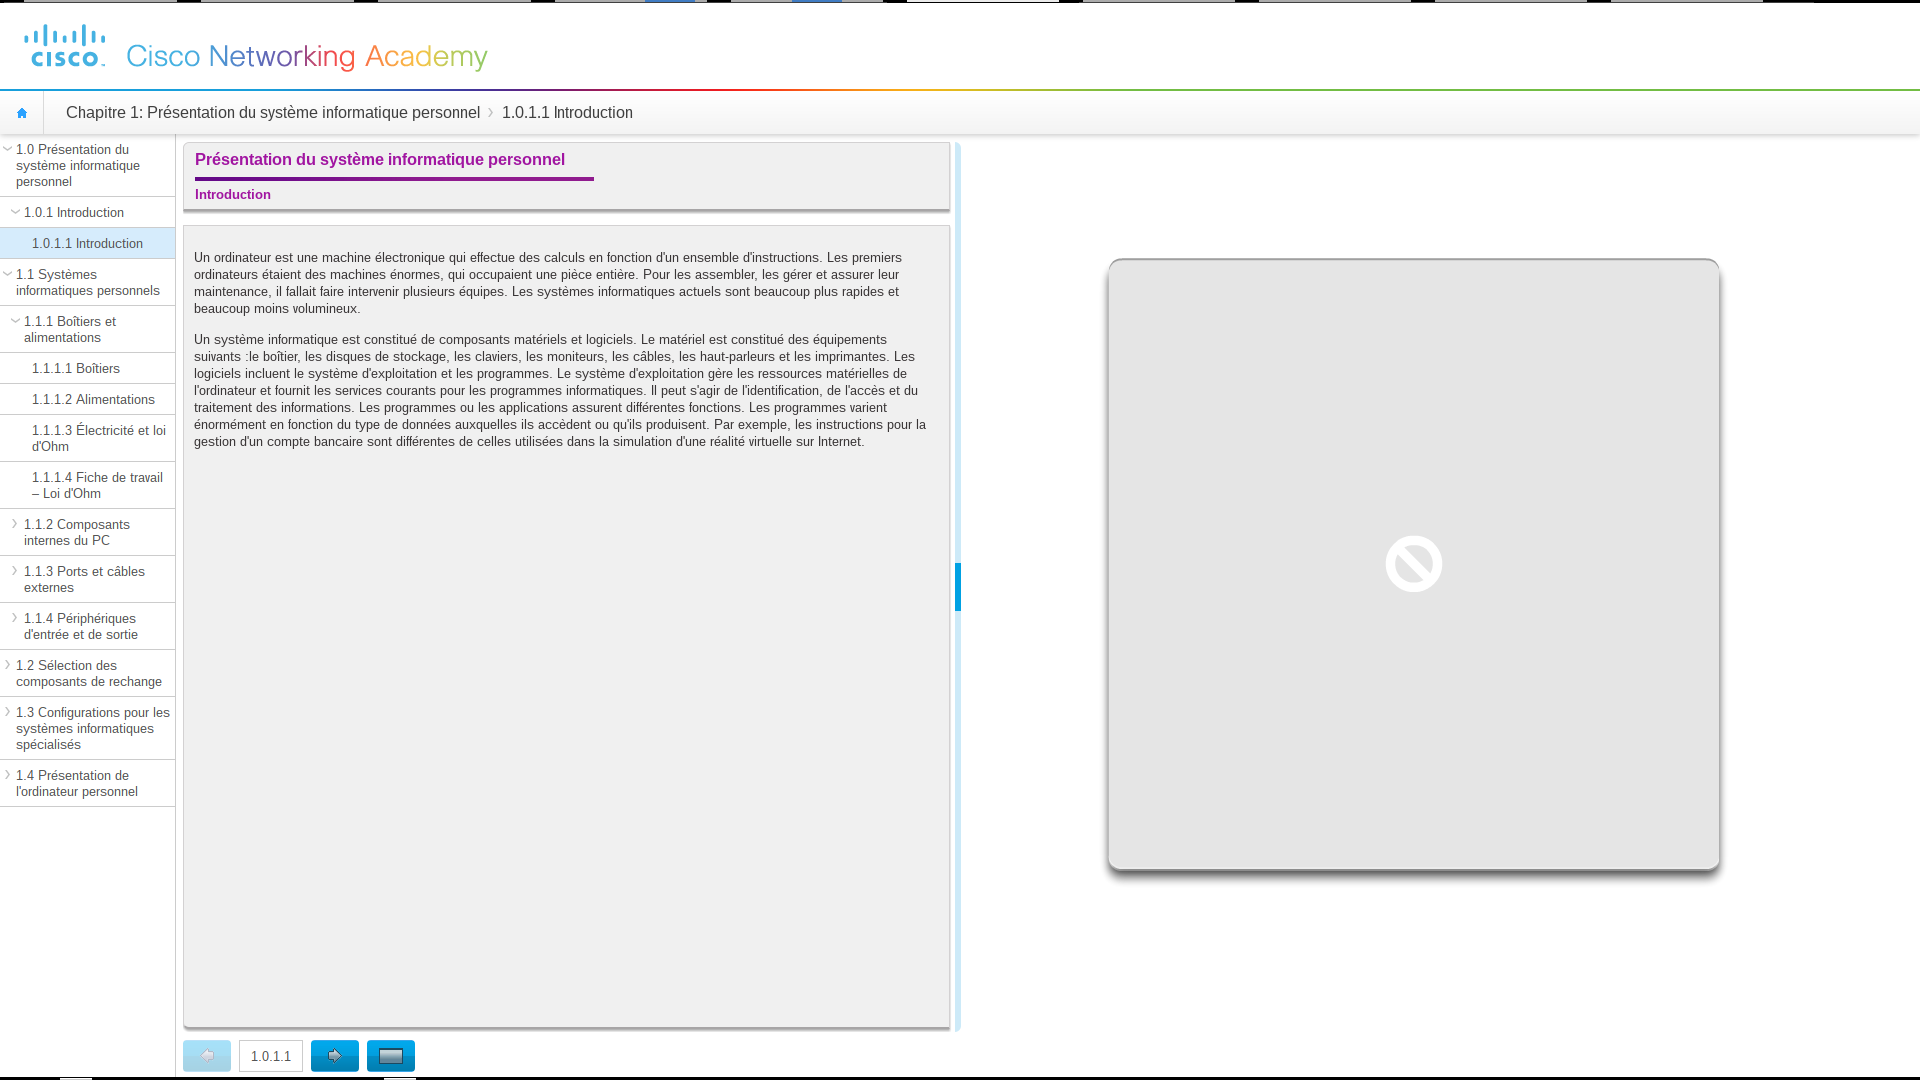 CISCO
Cisco Networking Academy
Chapitre 1: Présentation du système informatique personnel
1.0.1.1 Introduction
1.0 Présentation du
système informatique
personnel
1.0.1 Introduction
1.0.1.1 Introduction
1.1 Systèmes
informatiques personnels
1.1.1 Boîtiers et
alimentations
1.1.1.1 Boîtiers
1.1.1.2 Alimentations
1.1.1.3 Électricité et loi
d'Ohm
1.1.1.4 Fiche de travail
– Loi d'Ohm
1.1.2 Composants
internes du PC
1.1.3 Ports et câbles
externes
1.1.4 Périphériques
d'entrée et de sortie
1.2 Sélection des
composants de rechange
1.3 Configurations pour les
systèmes informatiques
spécialisés
1.4 Présentation de
l'ordinateur personnel
Présentation du système informatique personnel
Introduction
Un ordinateur est une machine électronique qui effectue des calculs en fonction d'un ensemble d'instructions. Les premiers
ordinateurs étaient des machines énormes, qui occupaient une pièce entière. Pour les assembler, les gérer et assurer leur
maintenance, il fallait faire intervenir plusieurs équipes. Les systèmes informatiques actuels sont beaucoup plus rapides et
beaucoup moins volumineux.
Un système informatique est constitué de composants matériels et logiciels. Le matériel est constitué des équipements
suivants :le boîtier, les disques de stockage, les claviers, les moniteurs, les câbles, les haut-parleurs et les imprimantes. Les
logiciels incluent le système d'exploitation et les programmes. Le système d'exploitation gère les ressources matérielles de
l'ordinateur et fournit les services courants pour les programmes informatiques. Il peut s'agir de l'identification, de l'accès et du
traitement des informations. Les programmes ou les applications assurent différentes fonctions. Les programmes varient
énormément en fonction du type de données auxquelles ils accèdent ou qu'ils produisent. Par exemple, les instructions pour la
gestion d'un compte bancaire sont différentes de celles utilisées dans la simulation d'une réalité virtuelle sur Internet.
1.0.1.1